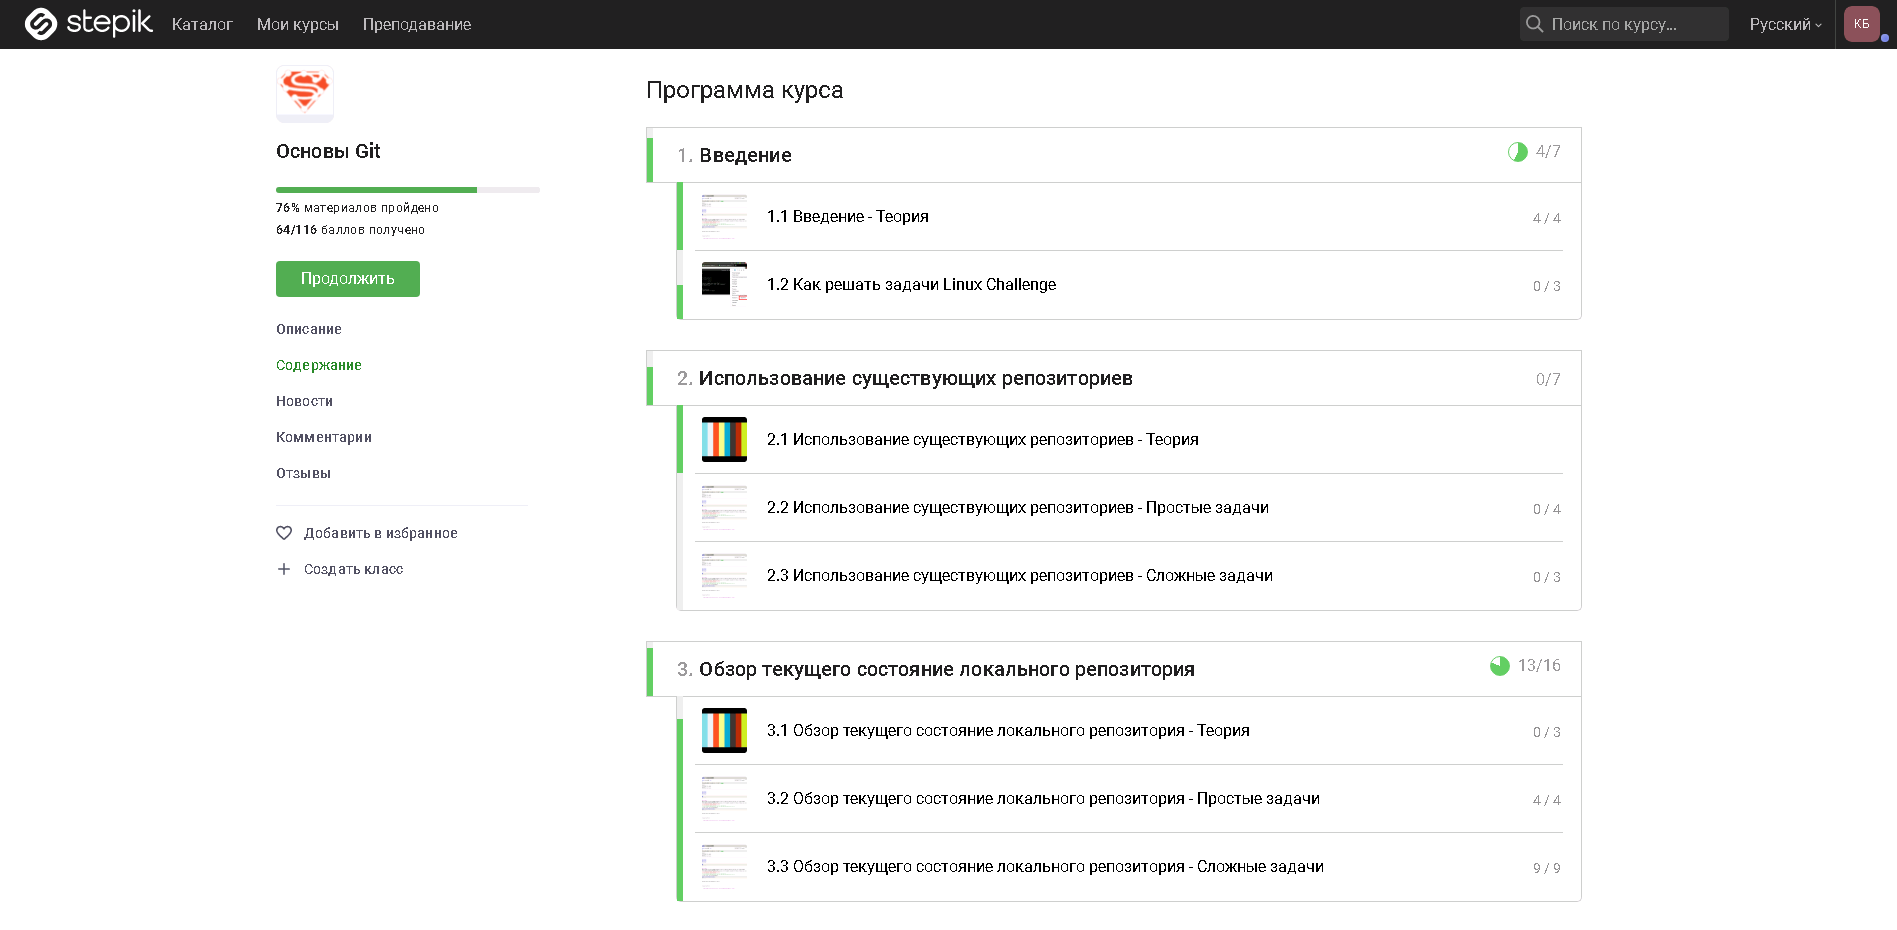 stepik Каталог Мои курсы Преподавание Поиск по курсу... Русский КБ
Основы Git
76% материалов пройдено
64/116 баллов получено
Продолжить
Описание
Содержание
Новости
Комментарии
Отзывы
Добавить в избранное
Создать класс
Программа курса
1. Введение 4/7
1.1 Введение - Теория 4 / 4
1.2 Как решать задачи Linux Challenge 0 / 3
2. Использование существующих репозиториев 0/7
2.1 Использование существующих репозиториев - Теория
2.2 Использование существующих репозиториев - Простые задачи 0 / 4
2.3 Использование существующих репозиториев - Сложные задачи 0 / 3
3. Обзор текущего состояние локального репозитория 13/16
3.1 Обзор текущего состояние локального репозитория - Теория 0 / 3
3.2 Обзор текущего состояние локального репозитория - Простые задачи 4 / 4
3.3 Обзор текущего состояние локального репозитория - Сложные задачи 9 / 9